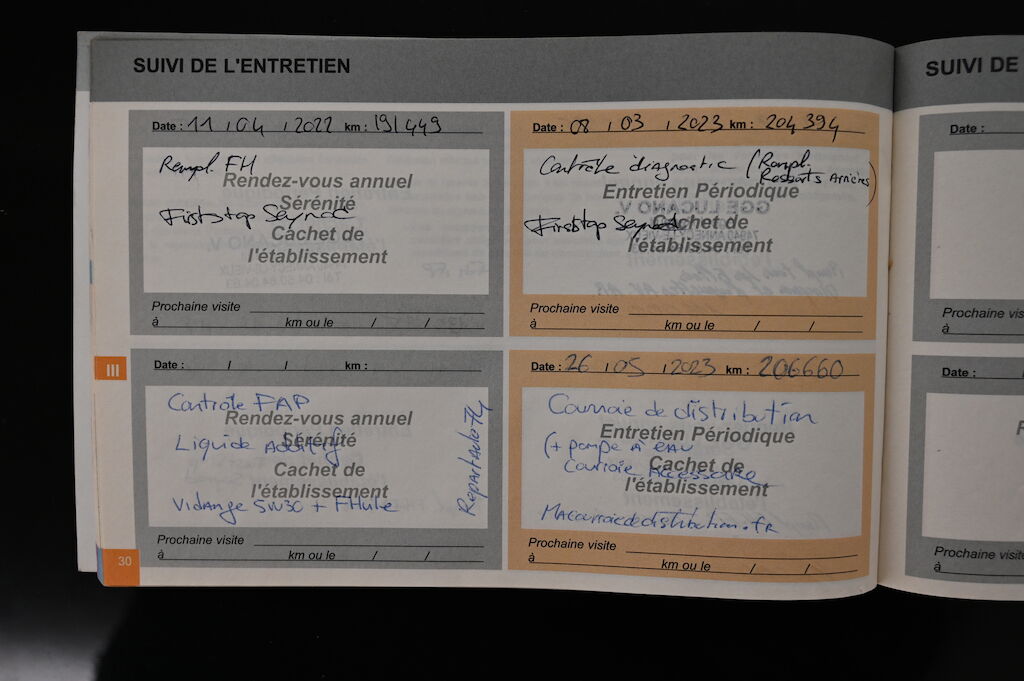 SUIVI DE L'ENTRETIEN
Date : 11 / 04 / 2022 km : 191449
Rempl. FH
Rendez-vous annuel
Sérénité
Firststop Seynod
Cachet de
l'établissement
Prochaine visite
à km ou le / /
Date : 08 / 03 / 2023 km : 204 394
Contrôle diagnostic (Rempl.
Ressorts Arrières)
Entretien Périodique
Firststop Seynod
Cachet de
l'établissement
Prochaine visite
à km ou le / /
III
Date : / / km :
Contrôle FAP
Rendez-vous annuel
Liquide Additif
Sérénité
Cachet de
l'établissement
Vidange 5W30 + FHuile
RepartAuto74
Prochaine visite
à km ou le / /
Date : 26 / 05 / 2023 km : 206660
Courroie de distribution
Entretien Périodique
(+ pompe à eau
Courroie Accessoire
Cachet de
l'établissement
MAcourroiededistribution.fr
Prochaine visite
à km ou le / /
30
SUIVI DE
Date :
Prochaine visite
à
Date :
Prochaine visite
à